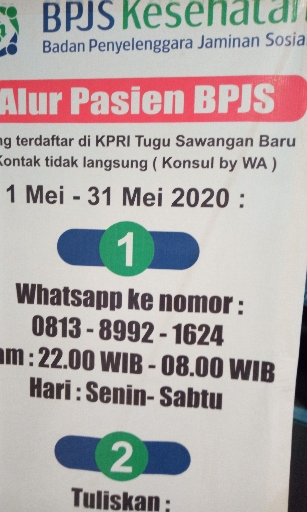 BPJS Kesehatan
Badan Penyelenggara Jaminan Sosial
Alur Pasien BPJS
terdaftar di KPRI Tugu Sawangan Baru
Kontak tidak langsung ( Konsul by WA )
1 Mei - 31 Mei 2020 :
1
Whatsapp ke nomor :
0813 - 8992 - 1624
am : 22.00 WIB - 08.00 WIB
Hari : Senin- Sabtu
2
Tuliskan :